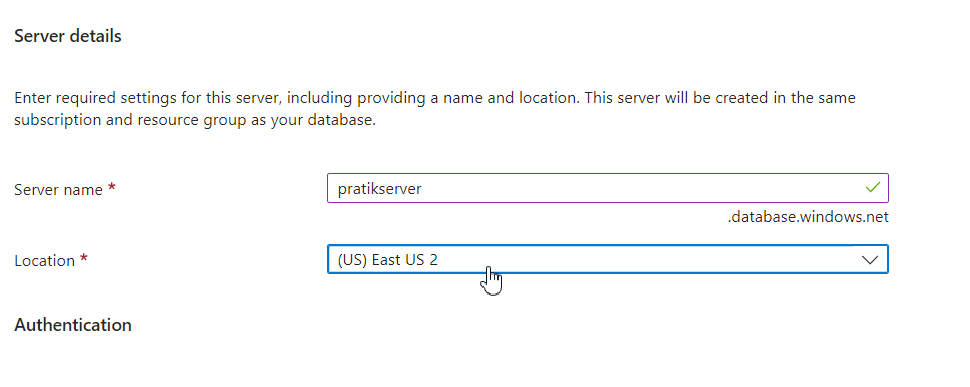 Server details
Enter required settings for this server, including providing a name and location. This server will be created in the same
subscription and resource group as your database.
Server name *
pratikserver
.database.windows.net
Location *
(US) East US 2
Authentication